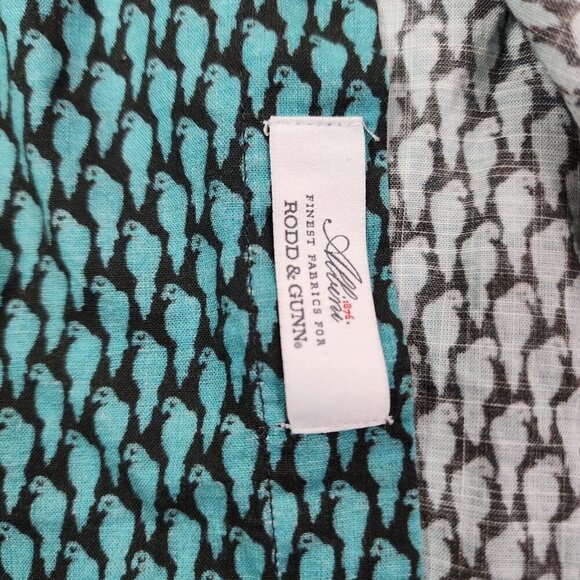 Albini
1876
FINEST FABRICS FOR
RODD & GUNN®